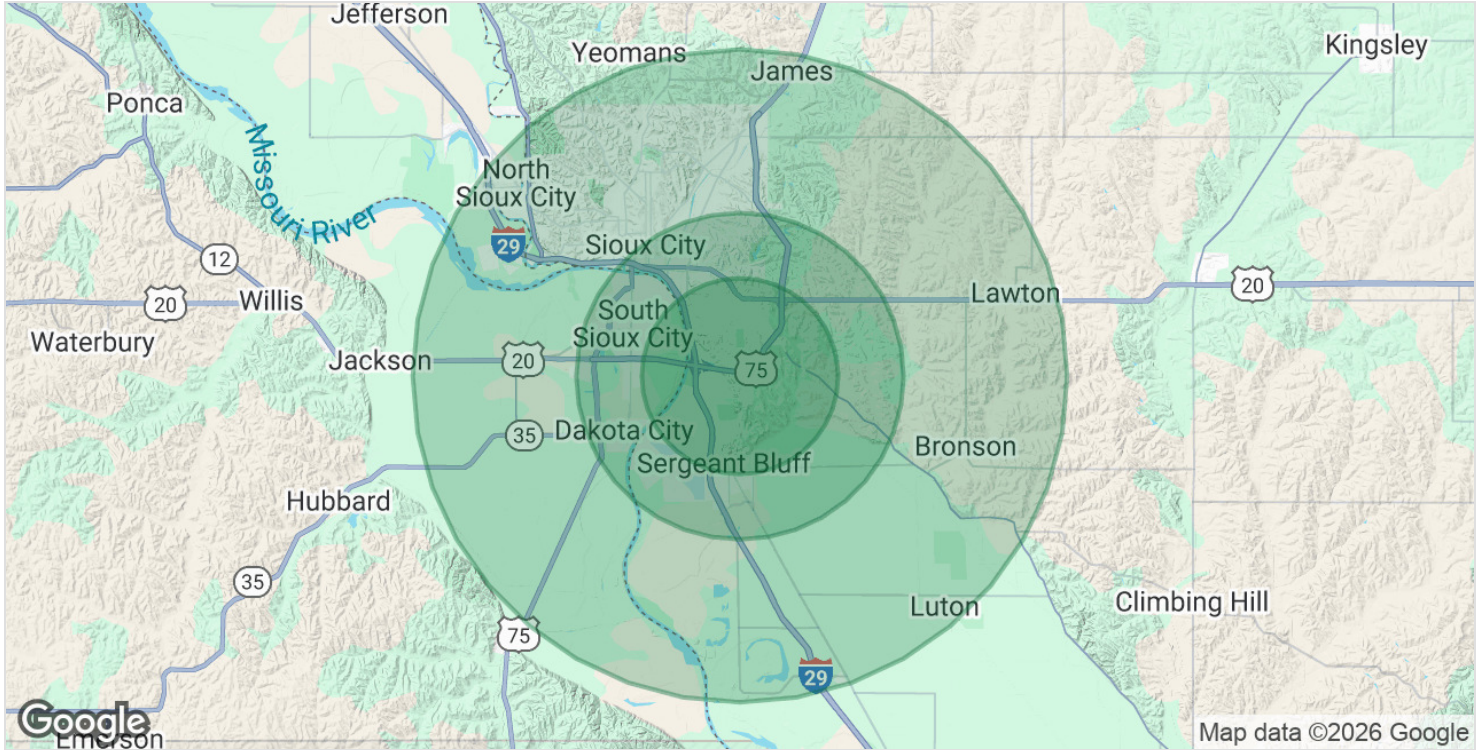 Jefferson
Yeomans
Kingsley
James
Ponca
Missouri River
North
Sioux City
29
Sioux City
12
20
Willis
Lawton
20
South
Sioux City
Waterbury
Jackson
20
75
35
Dakota City
Bronson
Sergeant Bluff
Hubbard
35
Luton
Climbing Hill
75
29
Google
Emerson
Map data ©2026 Google